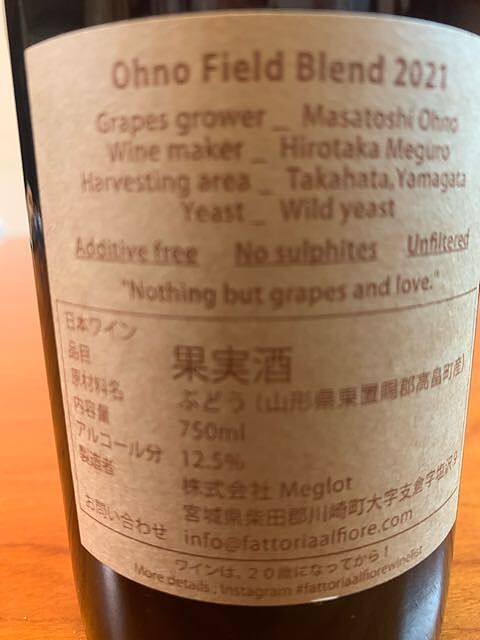 Ohno Field Blend 2021
Grapes grower _ Masatoshi Ohno
Wine maker _ Hirotaka Meguro
Harvesting area _ Takahata,Yamagata
Yeast _ Wild yeast
Additive free No sulphites Unfiltered
"Nothing but grapes and love."
日本ワイン
品目 果実酒
原材料名 ぶどう（山形県東置賜郡高畠町産）
内容量 750ml
アルコール分 12.5%
製造者 株式会社 Meglot
宮城県柴田郡川崎町大字支倉字塩沢9
お問い合わせ info@fattoriaalfiore.com
ワインは、２０歳になってから！
More details ; Instagram #fattoriaalfiorewinelist